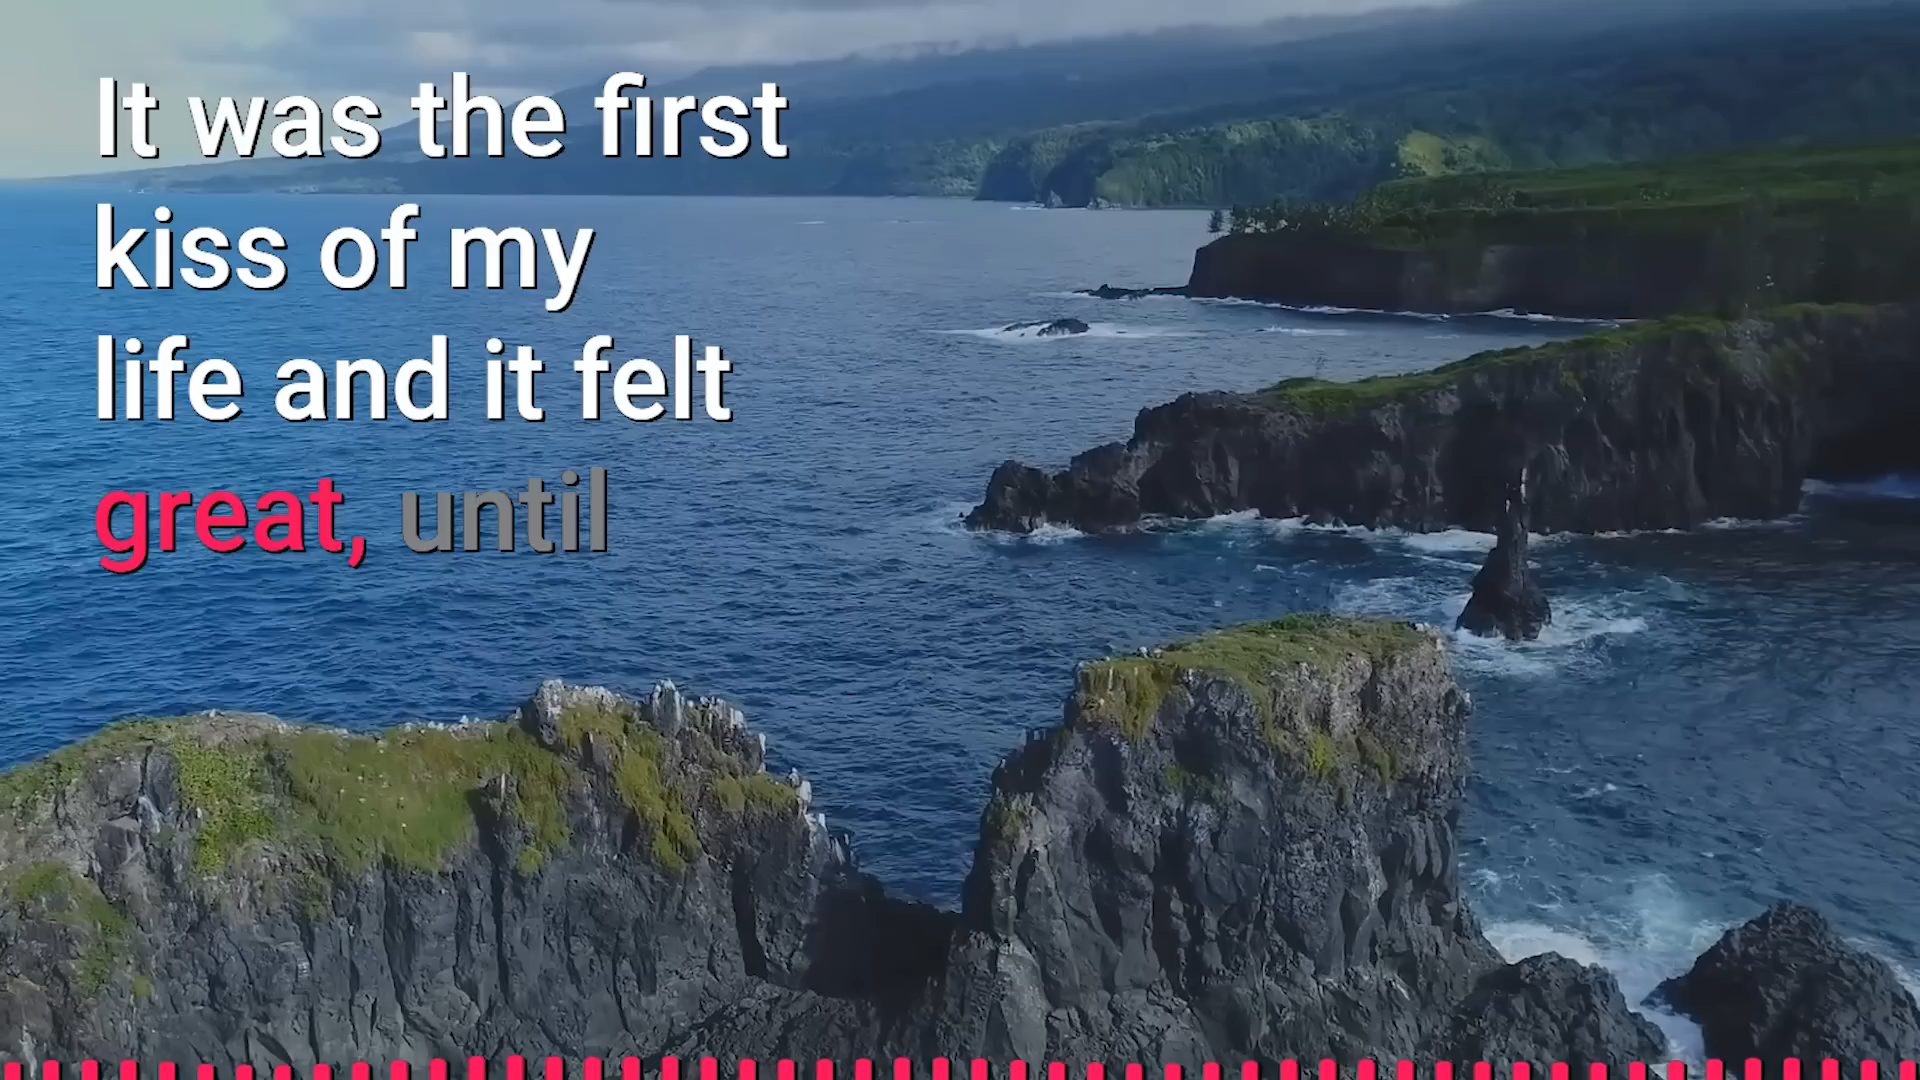 It was the first
kiss of my
life and it felt
great, until